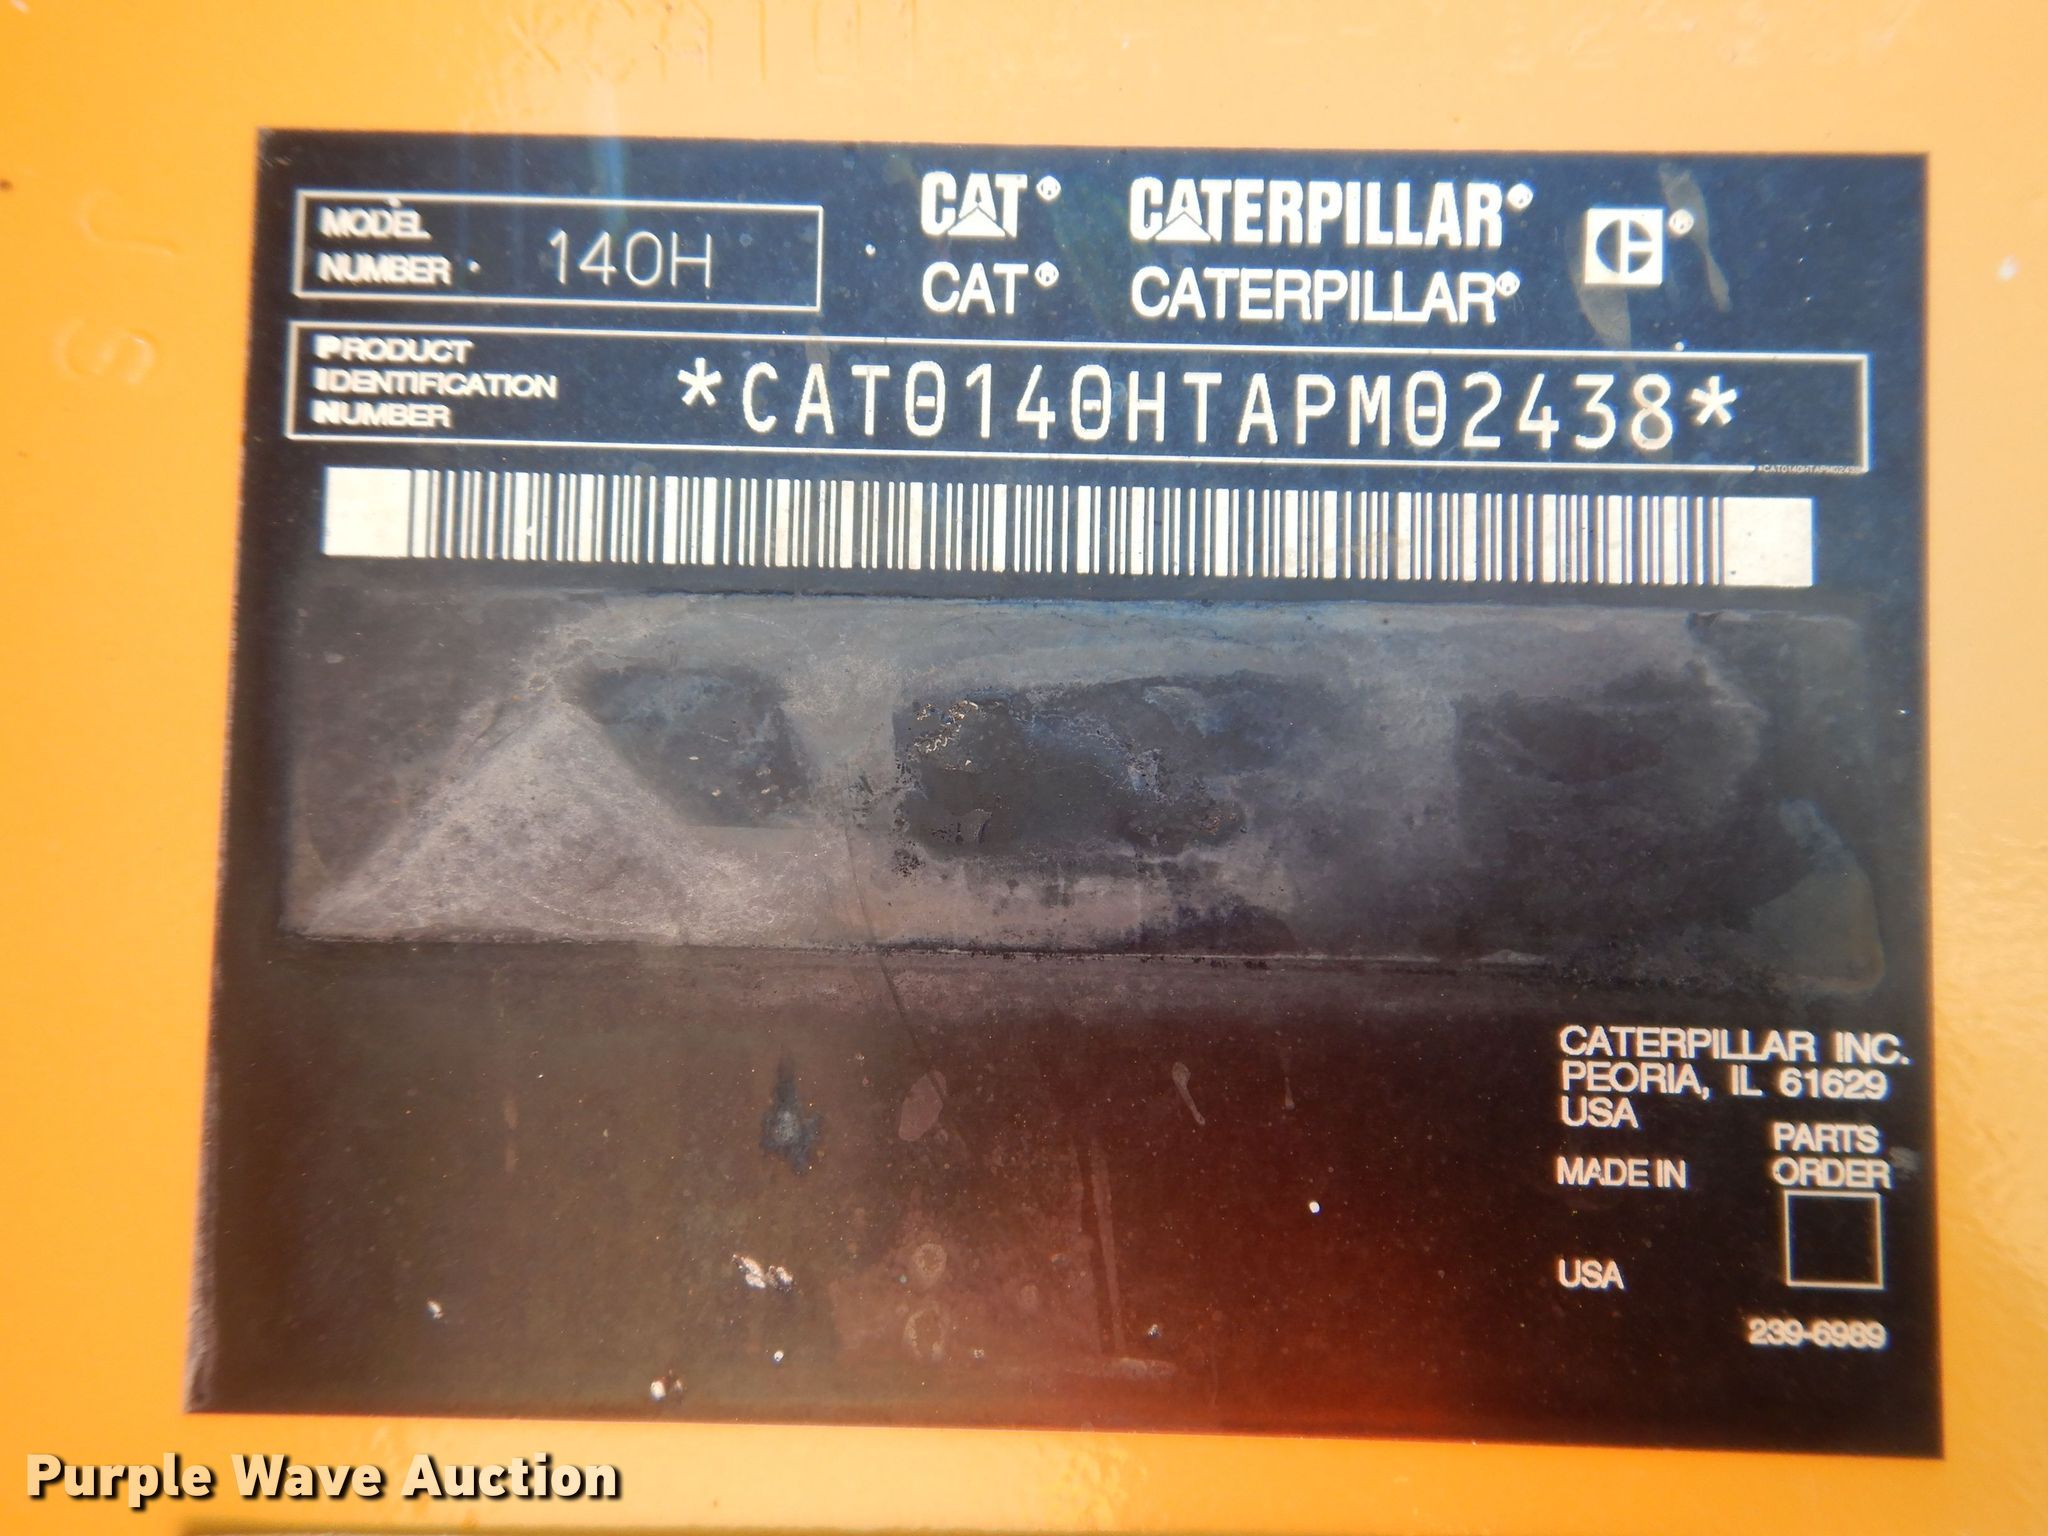 MODEL
NUMBER 140H
CAT® CATERPILLAR® ®
CAT® CATERPILLAR®
PRODUCT
IDENTIFICATION
NUMBER
*CAT0140HTAPM02438*
*CAT0140HTAPM02438*
CATERPILLAR INC.
PEORIA, IL 61629
USA
MADE IN
USA
PARTS
ORDER
239-6989
Purple Wave Auction